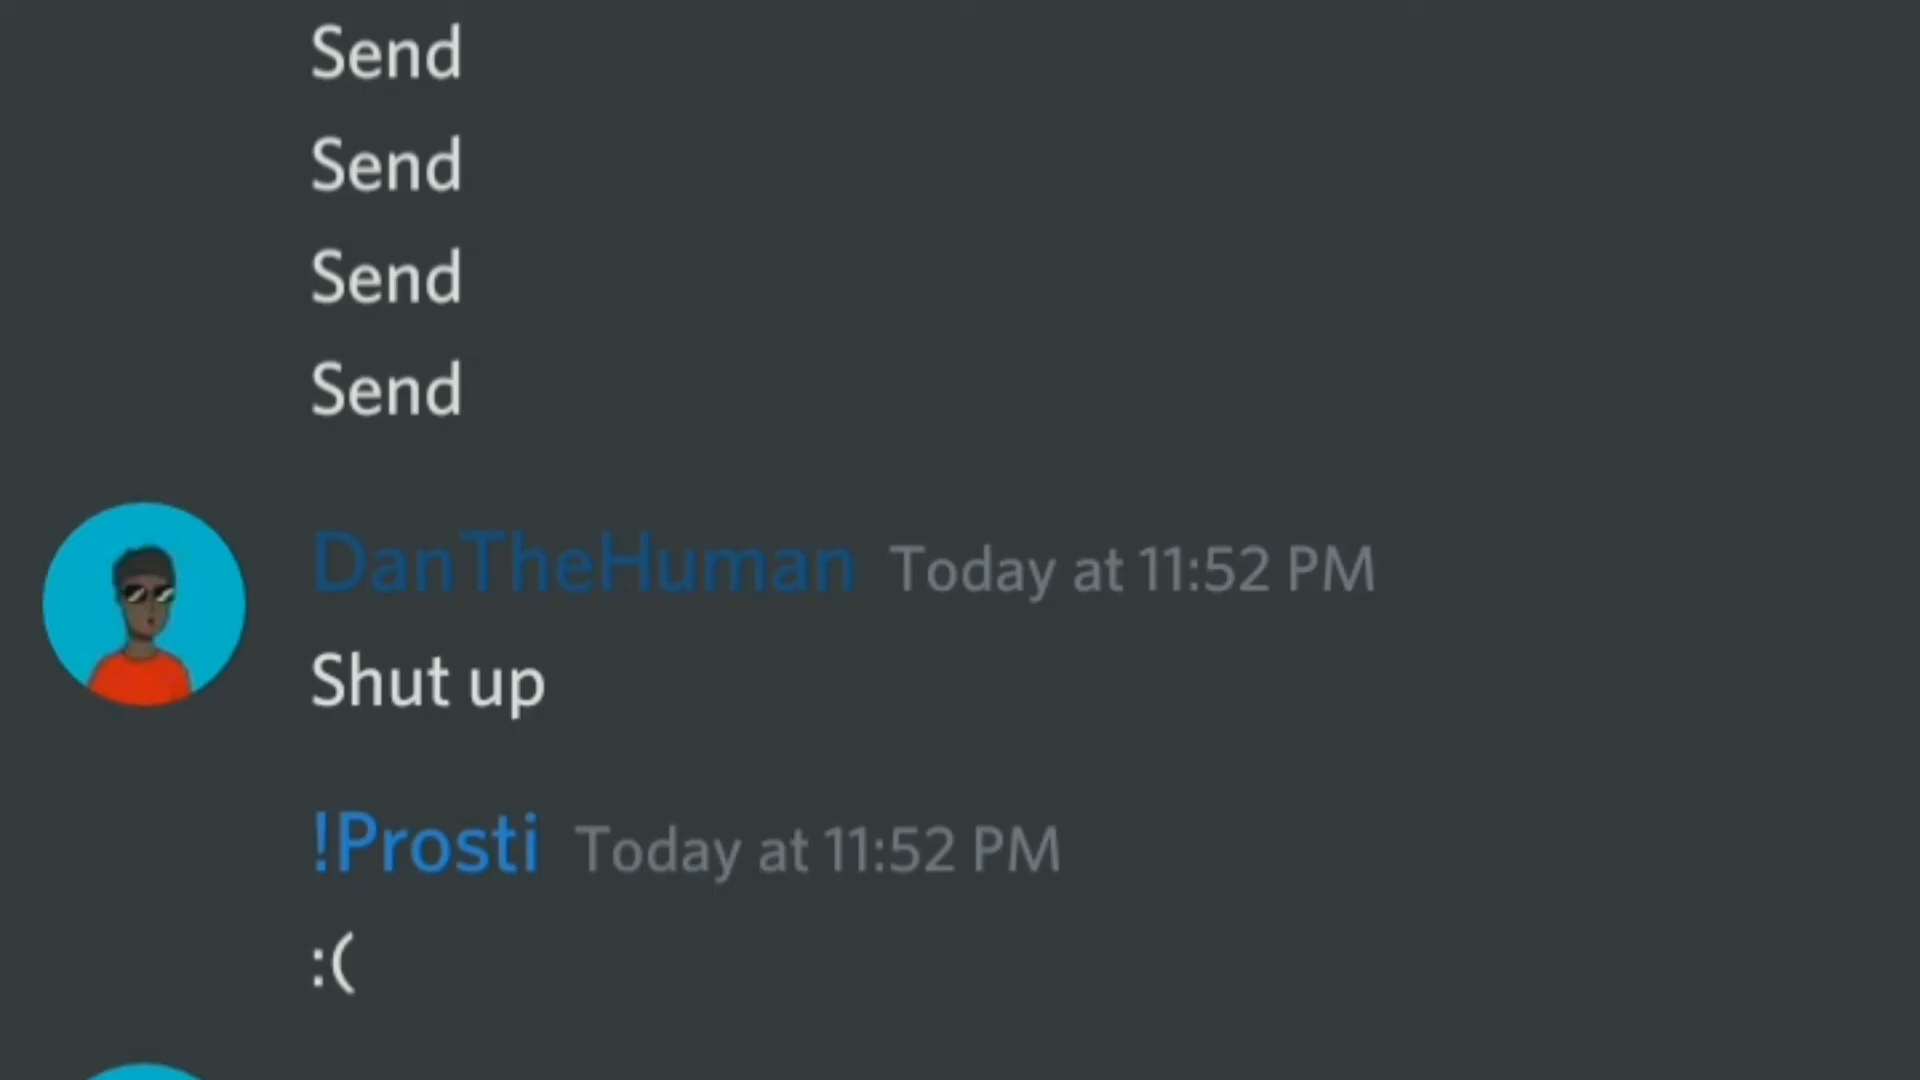 Send
Send
Send
Send
DanTheHuman Today at 11:52 PM
Shut up
!Prosti Today at 11:52 PM
:(